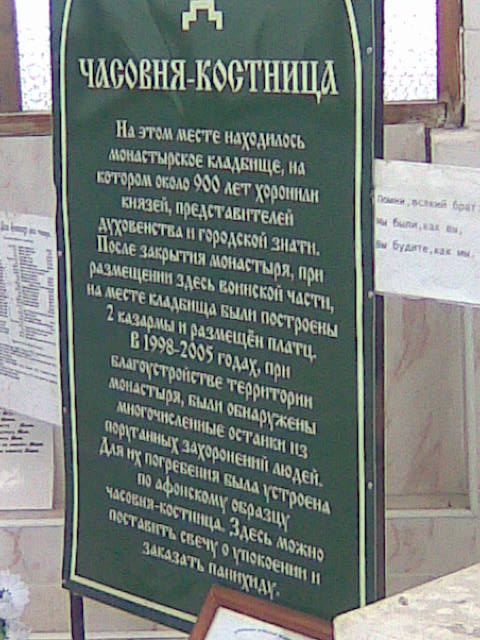 ЧАСОВНЯ-КОСТНИЦА
На этом месте находилось
монастырское кладбище, на
котором около 900 лет хоронили
князей, представителей
духовенства и городской знати.
После закрытия монастыря, при
размещении здесь воинской части,
на месте кладбища были построены
2 казармы и размещён платц.
В 1998-2005 годах, при
благоустройстве территории
монастыря, были обнаружены
многочисленные останки из
поруганных захоронений людей.
Для их погребения была устроена
по афонскому образцу
часовня-костница. Здесь можно
поставить свечу о упокоении и
заказать панихиду.
Помни, всякий брат
Мы были, как вы,
Вы будите, как мы.